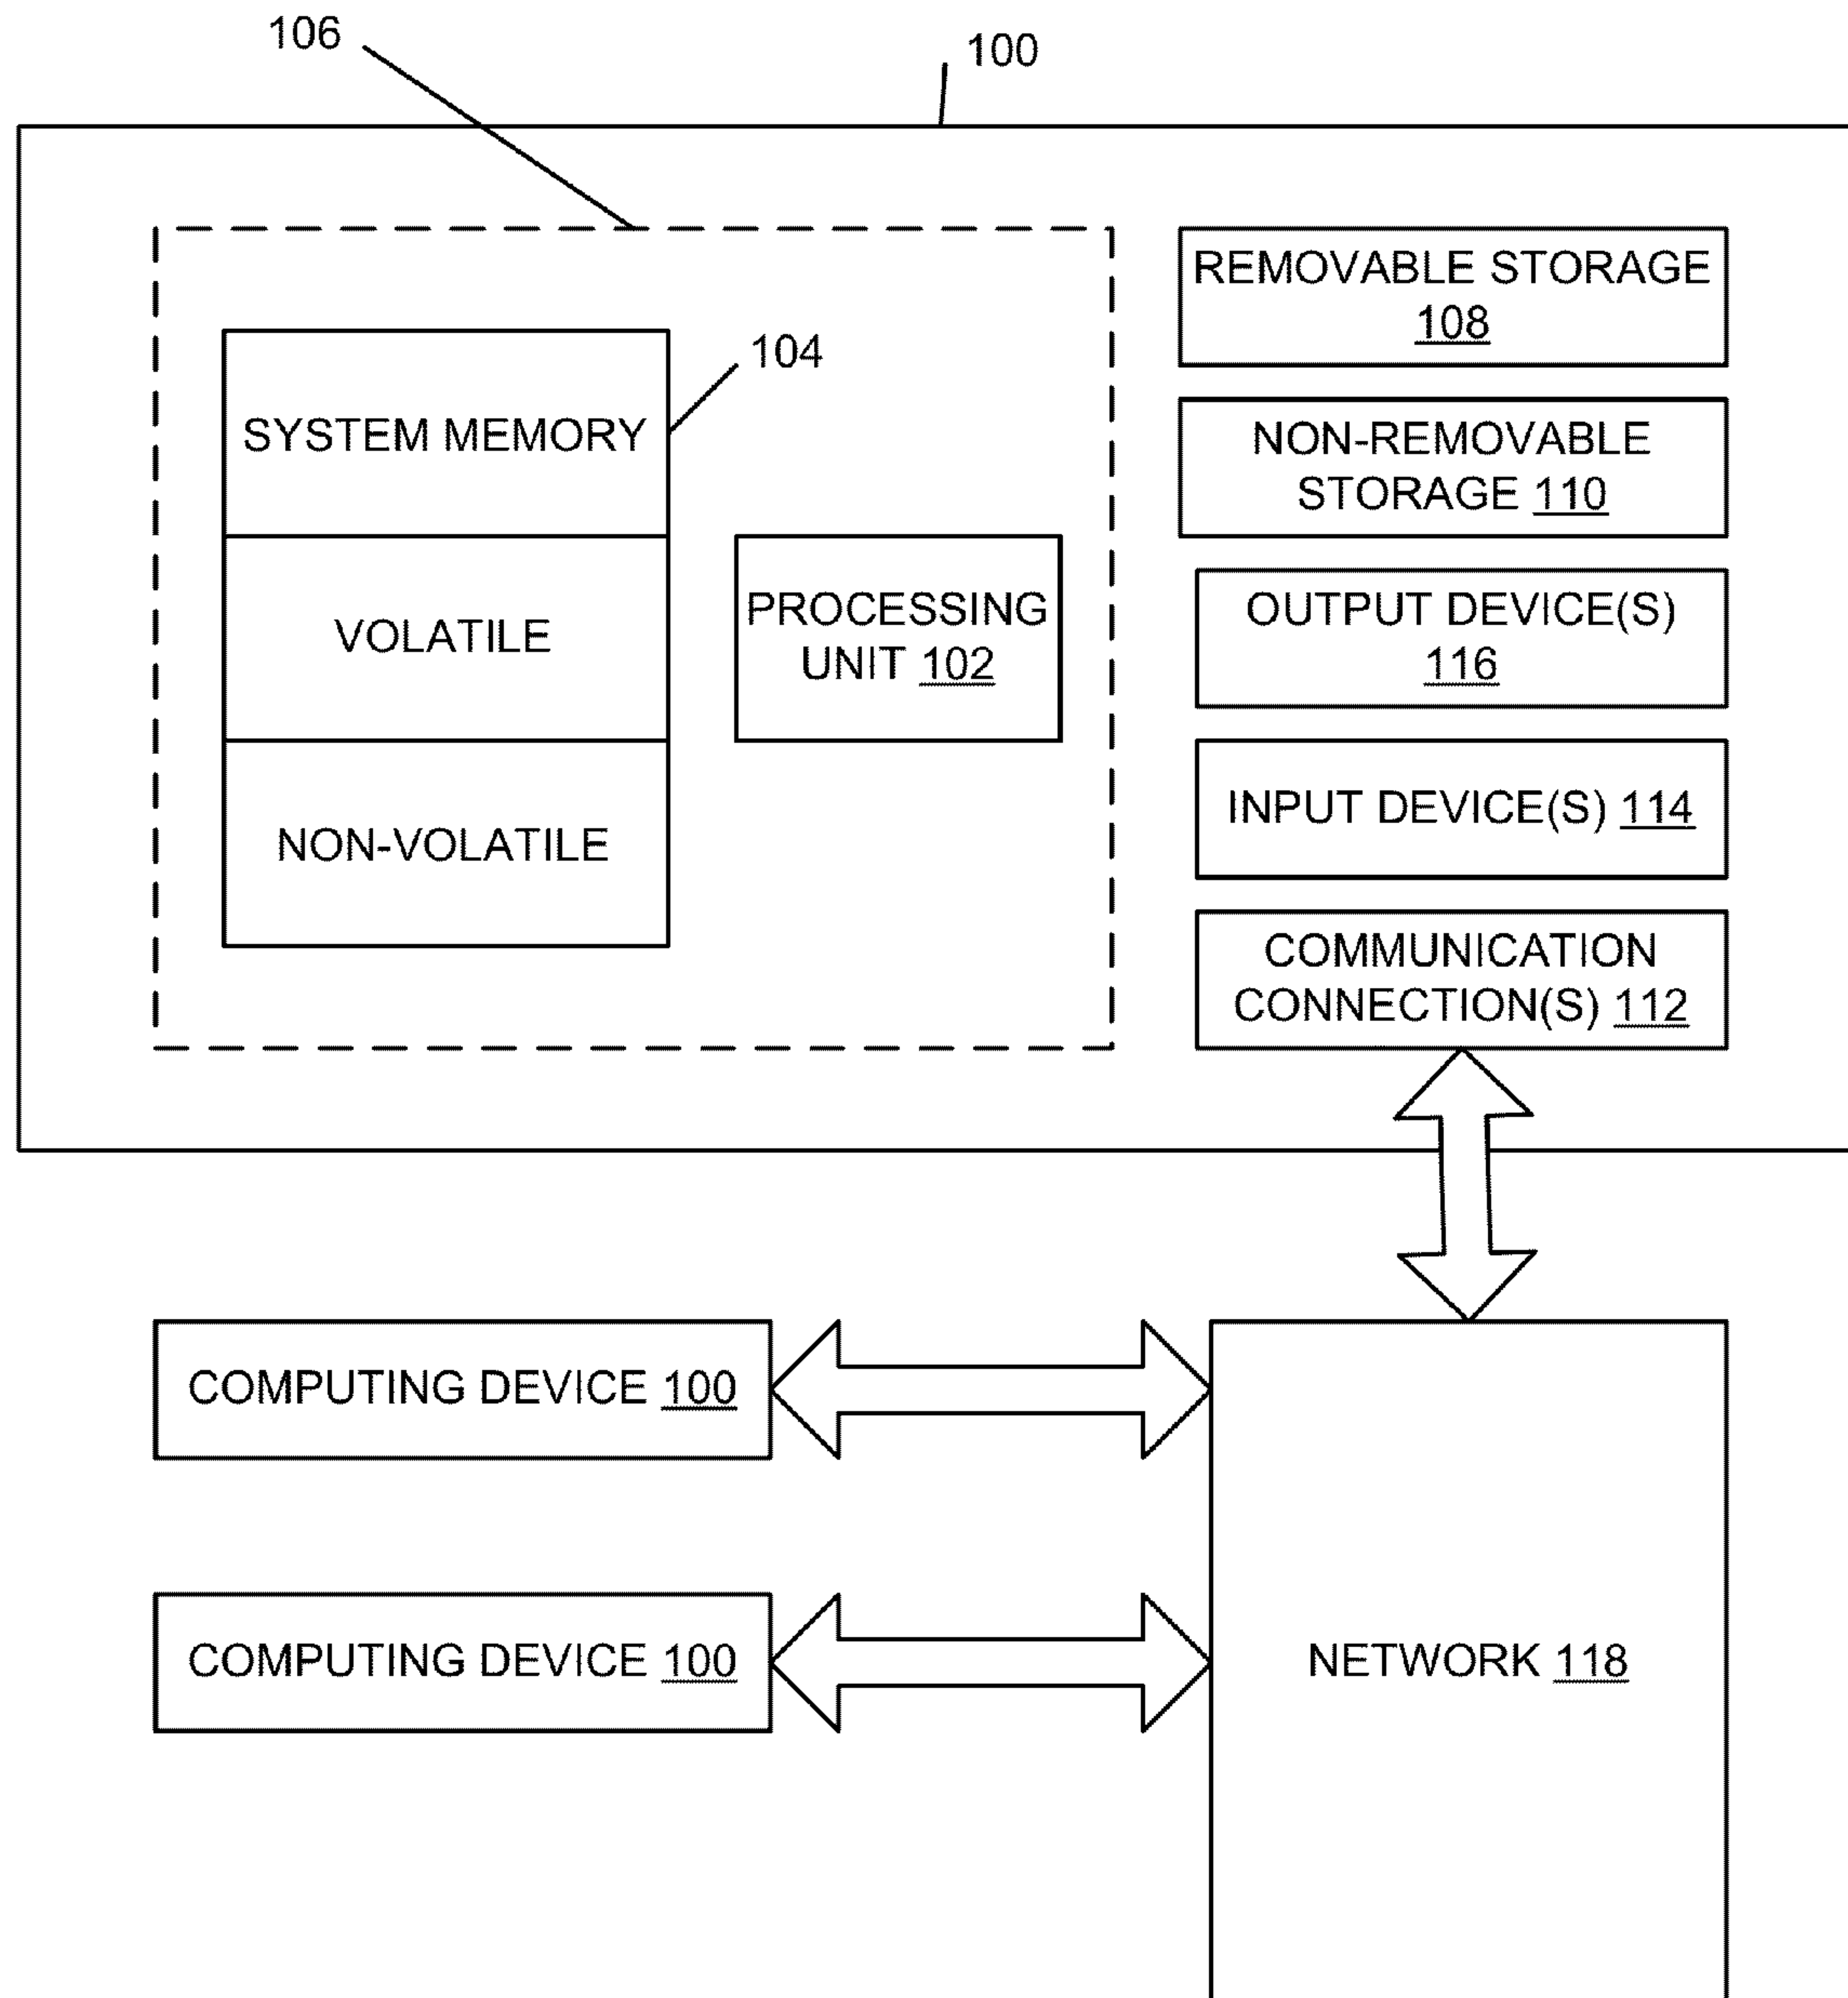 106
100
REMOVABLE STORAGE
108
104
SYSTEM MEMORY
NON-REMOVABLE
STORAGE 110
VOLATILE
PROCESSING
UNIT 102
OUTPUT DEVICE(S)
116
NON-VOLATILE
INPUT DEVICE(S) 114
COMMUNICATION
CONNECTION(S) 112
COMPUTING DEVICE 100
COMPUTING DEVICE 100
NETWORK 118